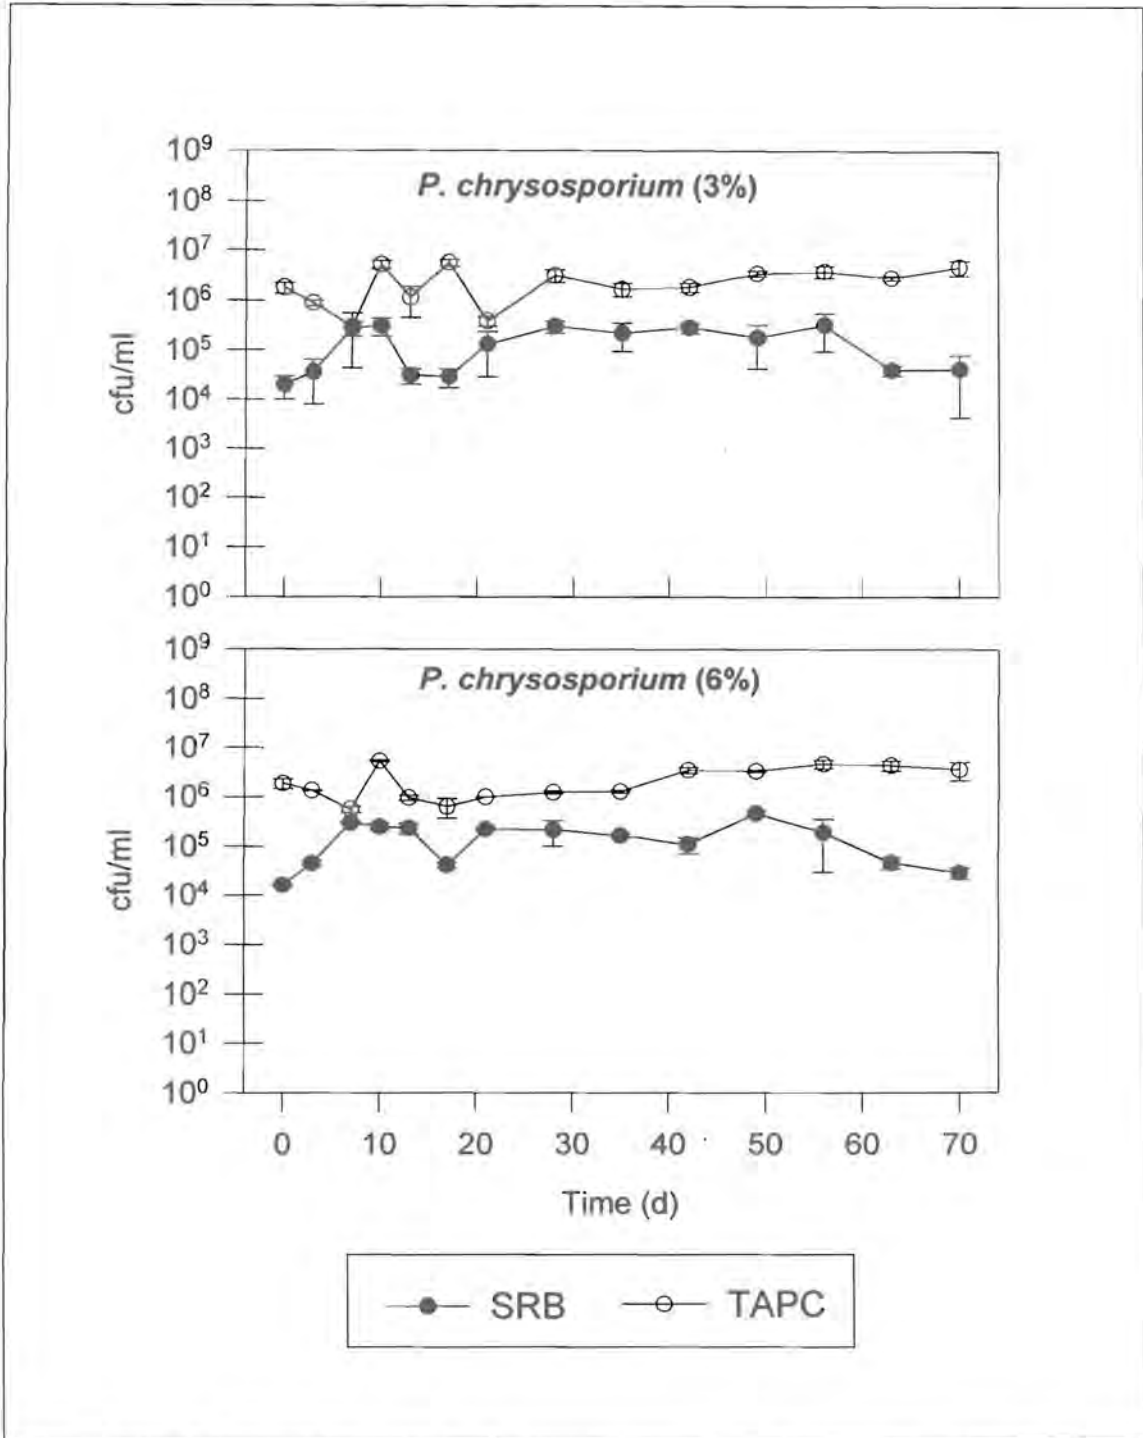 P. chrysosporium (3%)
10⁹
10⁸
10⁷
10⁶
10⁵
10⁴
10³
10²
10¹
10⁰
cfu/ml
P. chrysosporium (6%)
10⁹
10⁸
10⁷
10⁶
10⁵
10⁴
10³
10²
10¹
10⁰
cfu/ml
0 10 20 30 40 50 60 70
Time (d)
SRB TAPC